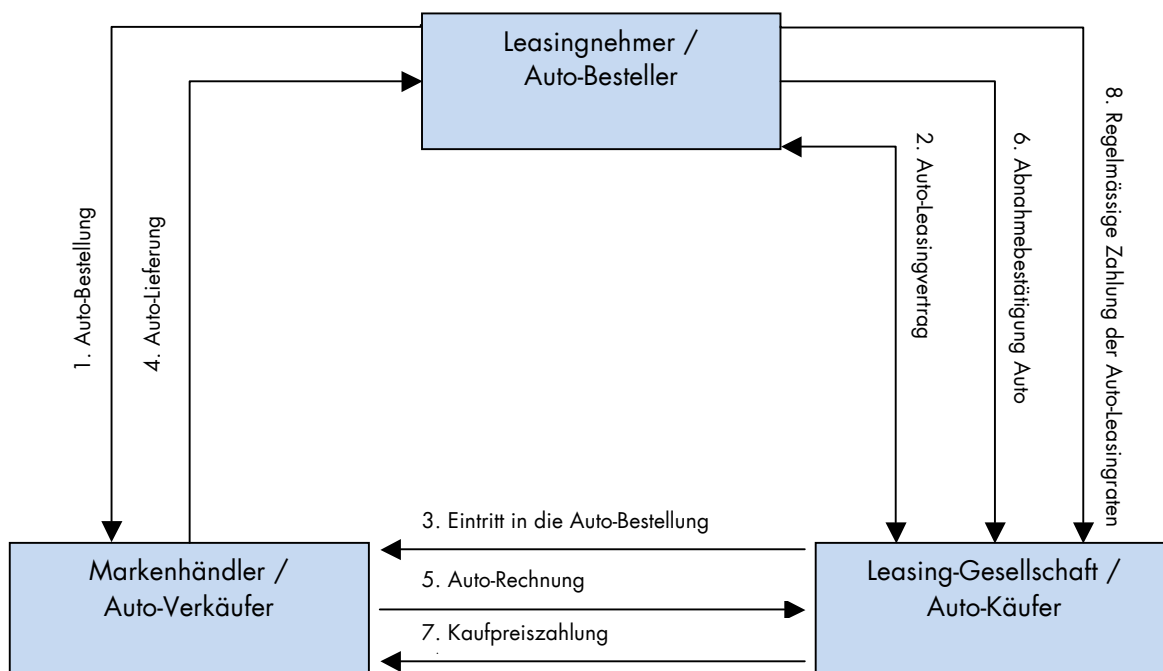 Leasingnehmer /
Auto-Besteller
1. Auto-Bestellung
4. Auto-Lieferung
2. Auto-Leasingvertrag
6. Abnahmebestätigung Auto
8. Regelmässige Zahlung der Auto-Leasingraten
3. Eintritt in die Auto-Bestellung
Markenhändler /
Auto-Verkäufer
5. Auto-Rechnung
7. Kaufpreiszahlung
Leasing-Gesellschaft /
Auto-Käufer